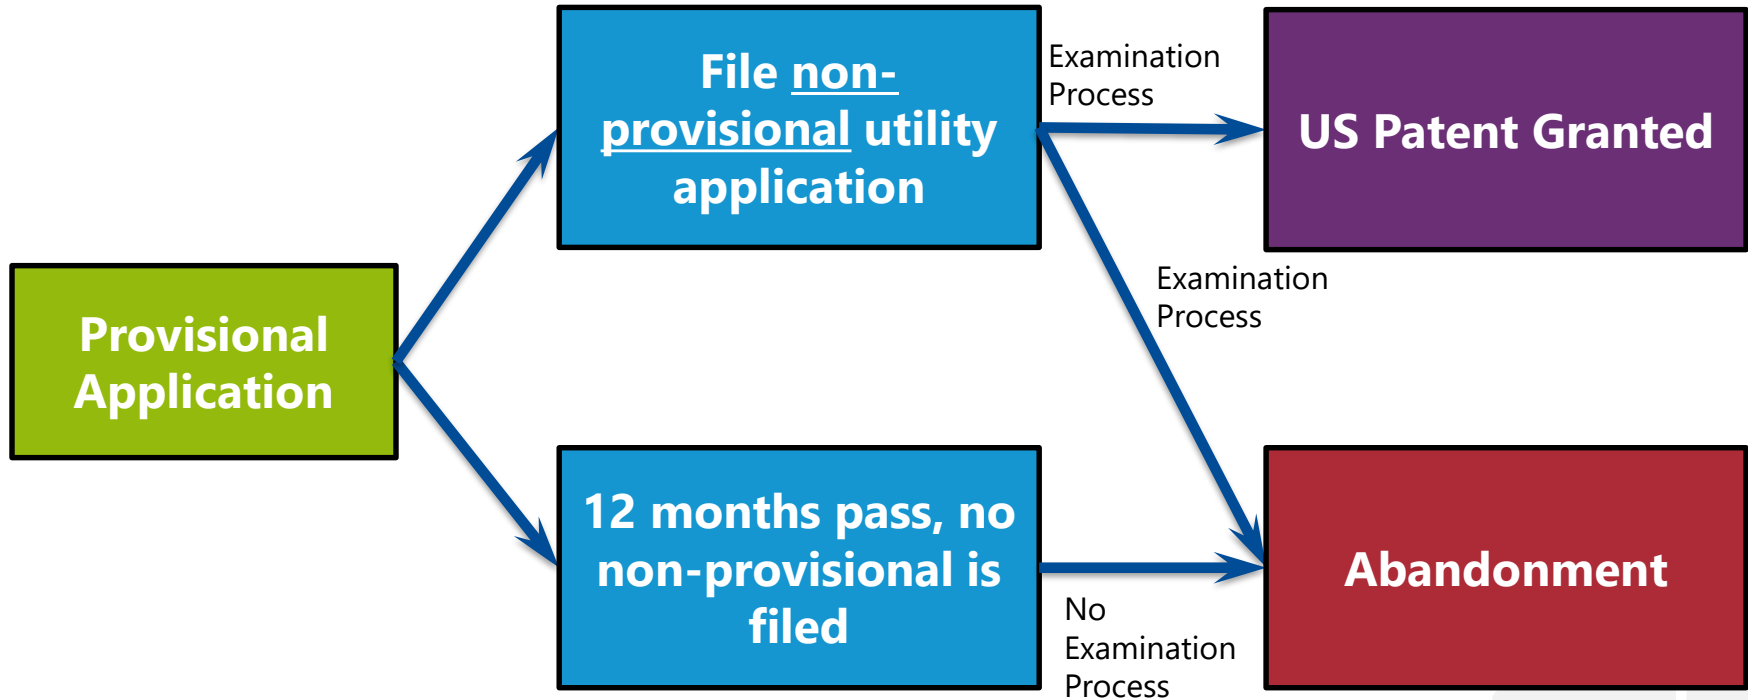 File non-
provisional utility
application
Examination
Process
US Patent Granted
Provisional
Application
Examination
Process
12 months pass, no
non-provisional is
filed
No
Examination
Process
Abandonment